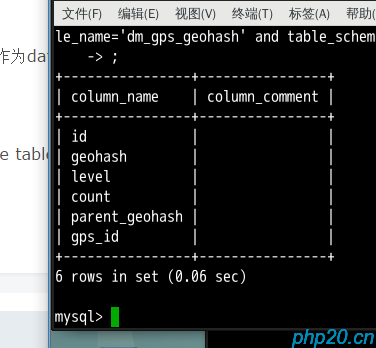 文件(F) 编辑(E) 视图(V) 终端(T) 标签(A) 帮助
le_name='dm_gps_geohash' and table_schem
作为da
-> ;
+----------------+----------------+
| column_name | column_comment |
+----------------+----------------+
| id | |
| geohash | |
e table
| level | |
| count | |
| parent_geohash | |
| gps_id | |
+----------------+----------------+
6 rows in set (0.06 sec)
mysql>
php20.cn